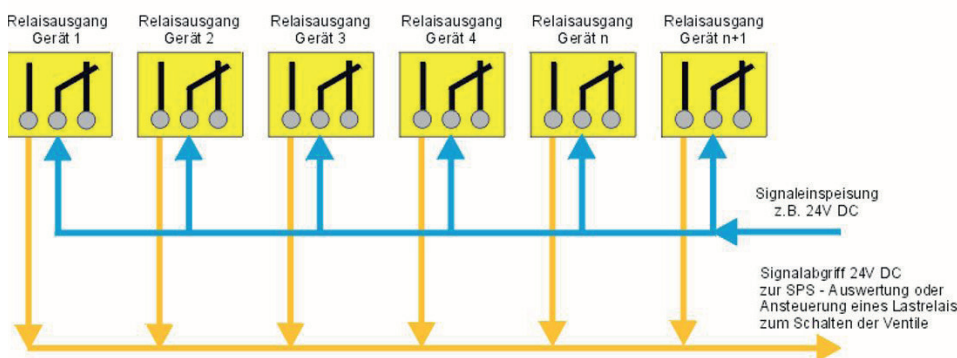 Relaisausgang
Gerät 1
Relaisausgang
Gerät 2
Relaisausgang
Gerät 3
Relaisausgang
Gerät 4
Relaisausgang
Gerät n
Relaisausgang
Gerät n+1
Signaleinspeisung
z.B. 24V DC
Signalabgriff 24V DC
zur SPS - Auswertung oder
Ansteuerung eines Lastrelais
zum Schalten der Ventile